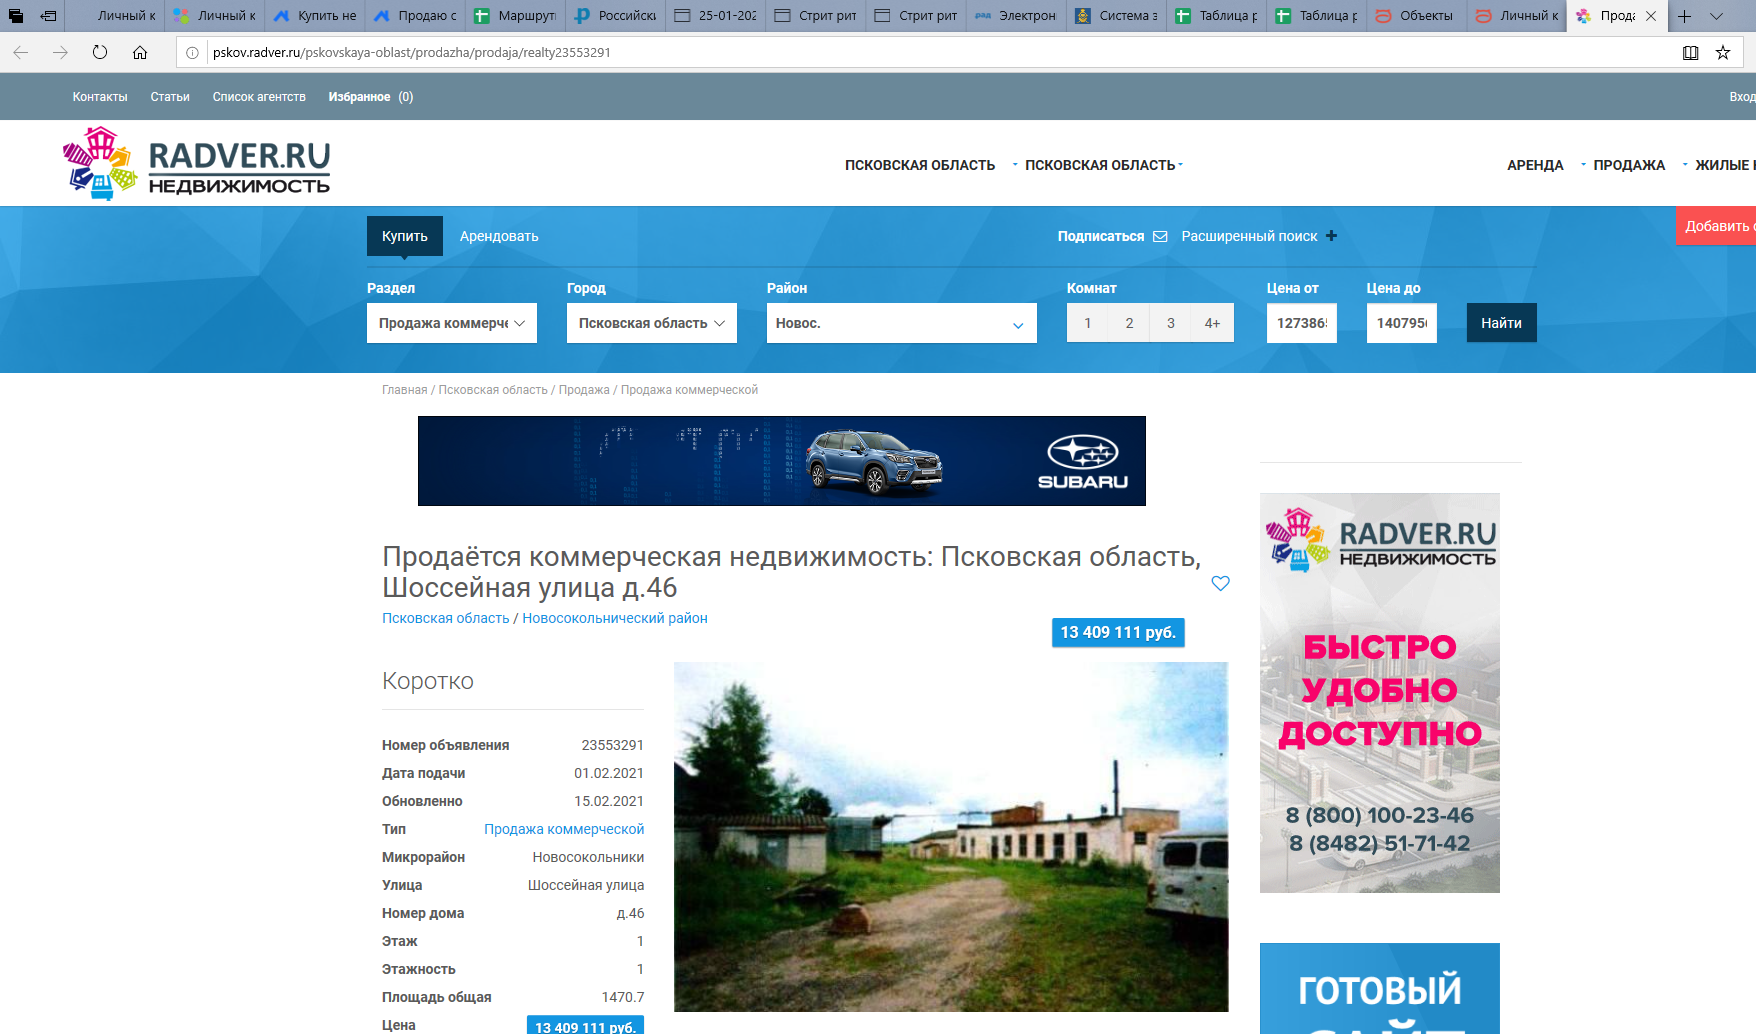 Личный к
Личный к
Купить не
Продаю о
Маршрут
Российски
25-01-202
Стрит рит
Стрит рит
Электрон
Система з
Таблица р
Таблица р
Объекты
Личный к
Прода
pskov.radver.ru/pskovskaya-oblast/prodazha/prodaja/realty23553291
Контакты Статьи Список агентств Избранное (0) Вход
RADVER.RU
НЕДВИЖИМОСТЬ
ПСКОВСКАЯ ОБЛАСТЬ ПСКОВСКАЯ ОБЛАСТЬ АРЕНДА ПРОДАЖА ЖИЛЫЕ
Добавить о
Купить Арендовать Подписаться Расширенный поиск
Раздел Город Район Комнат Цена от Цена до
Продажа коммерче Псковская область Новос. 1 2 3 4+ 127386 140795 Найти
Главная / Псковская область / Продажа / Продажа коммерческой
SUBARU
Продаётся коммерческая недвижимость: Псковская область,
Шоссейная улица д.46
Псковская область / Новосокольнический район
13 409 111 руб.
Коротко
Номер объявления 23553291
Дата подачи 01.02.2021
Обновленно 15.02.2021
Тип Продажа коммерческой
Микрорайон Новосокольники
Улица Шоссейная улица
Номер дома д.46
Этаж 1
Этажность 1
Площадь общая 1470.7
Цена 13 409 111 руб.
RADVER.RU
НЕДВИЖИМОСТЬ
БЫСТРО
УДОБНО
ДОСТУПНО
8 (800) 100-23-46
8 (8482) 51-71-42
ГОТОВЫЙ
САЙТ